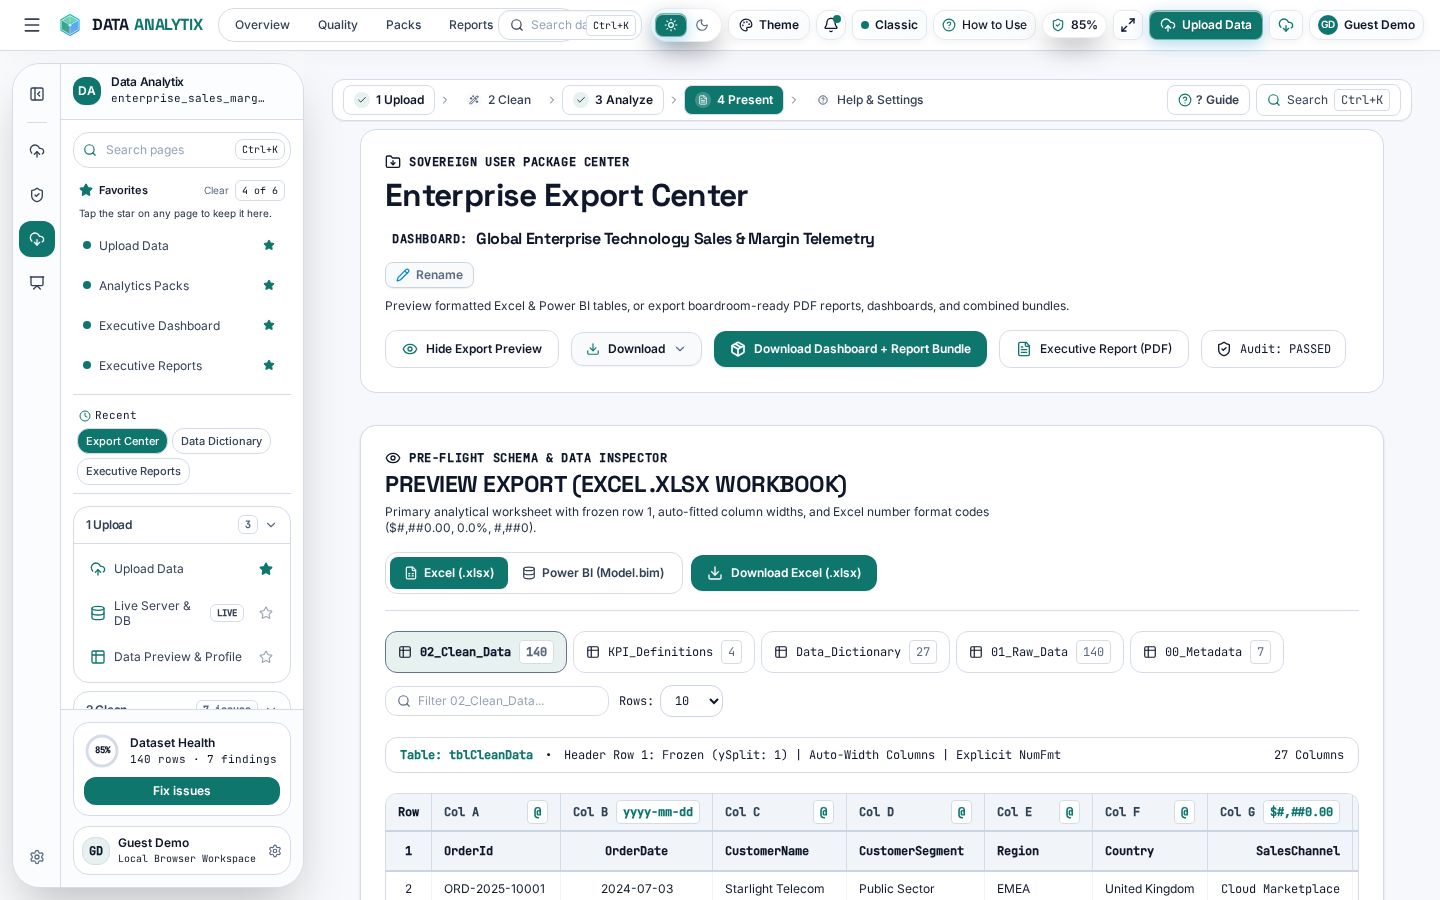 DATA ANALYTIX
Overview
Quality
Packs
Reports
Search da
Ctrl+K
Theme
Classic
How to Use
85%
Upload Data
GD
Guest Demo
DA
Data Analytix
enterprise_sales_marg…
Search pages
Ctrl+K
Favorites
Clear
4 of 6
Tap the star on any page to keep it here.
Upload Data
Analytics Packs
Executive Dashboard
Executive Reports
Recent
Export Center
Data Dictionary
Executive Reports
1 Upload
3
Upload Data
Live Server & DB
LIVE
Data Preview & Profile
2 Clean
7 issues
85%
Dataset Health
140 rows · 7 findings
Fix issues
GD
Guest Demo
Local Browser Workspace
1 Upload
2 Clean
3 Analyze
4 Present
Help & Settings
? Guide
Search
Ctrl+K
SOVEREIGN USER PACKAGE CENTER
Enterprise Export Center
DASHBOARD: Global Enterprise Technology Sales & Margin Telemetry
Rename
Preview formatted Excel & Power BI tables, or export boardroom-ready PDF reports, dashboards, and combined bundles.
Hide Export Preview
Download
Download Dashboard + Report Bundle
Executive Report (PDF)
Audit: PASSED
PRE-FLIGHT SCHEMA & DATA INSPECTOR
PREVIEW EXPORT (EXCEL .XLSX WORKBOOK)
Primary analytical worksheet with frozen row 1, auto-fitted column widths, and Excel number format codes
($#,##0.00, 0.0%, #,##0).
Excel (.xlsx)
Power BI (Model.bim)
Download Excel (.xlsx)
02_Clean_Data 140
KPI_Definitions 4
Data_Dictionary 27
01_Raw_Data 140
00_Metadata 7
Filter 02_Clean_Data...
Rows: 10
Table: tblCleanData • Header Row 1: Frozen (ySplit: 1) | Auto-Width Columns | Explicit NumFmt
27 Columns
Row Col A @ Col B yyyy-mm-dd Col C @ Col D @ Col E @ Col F @ Col G $#,##0.00
1 OrderId OrderDate CustomerName CustomerSegment Region Country SalesChannel
2 ORD-2025-10001 2024-07-03 Starlight Telecom Public Sector EMEA United Kingdom Cloud Marketplace